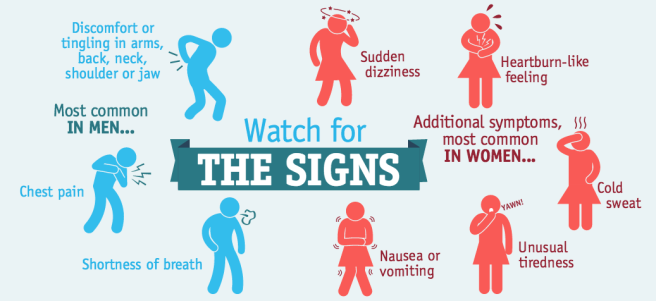 Discomfort or
tingling in arms,
back, neck,
shoulder or jaw
Sudden
dizziness
Heartburn-like
feeling
Most common
IN MEN...
Watch for
THE SIGNS
Additional symptoms,
most common
IN WOMEN...
Chest pain
Cold
sweat
Shortness of breath
Nausea or
vomiting
YAWN!
Unusual
tiredness